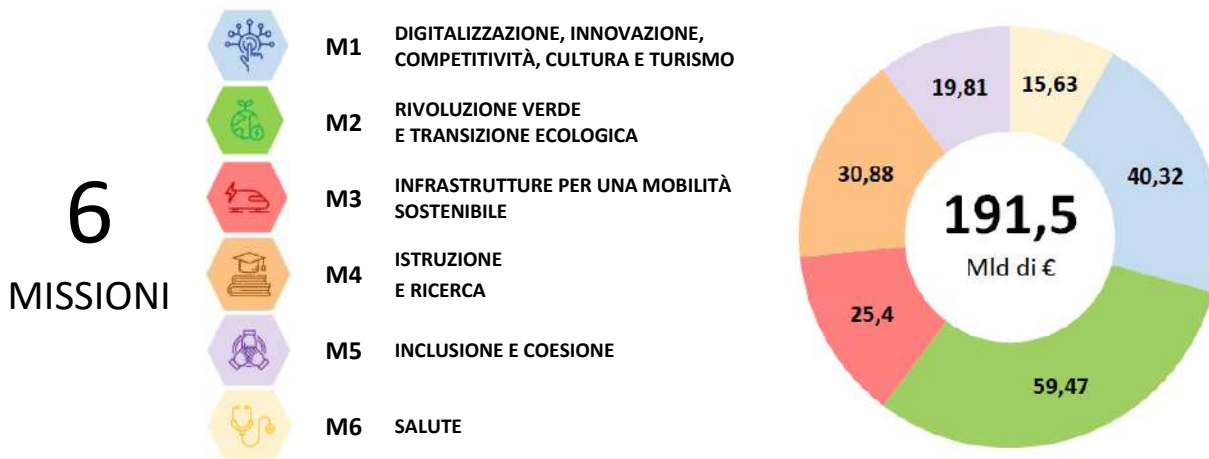 6
MISSIONI
M1
DIGITALIZZAZIONE, INNOVAZIONE,
COMPETITIVITÀ, CULTURA E TURISMO
M2
RIVOLUZIONE VERDE
E TRANSIZIONE ECOLOGICA
M3
INFRASTRUTTURE PER UNA MOBILITÀ
SOSTENIBILE
M4
ISTRUZIONE
E RICERCA
M5
INCLUSIONE E COESIONE
M6
SALUTE
19,81
15,63
30,88
40,32
191,5
Mld di €
25,4
59,47